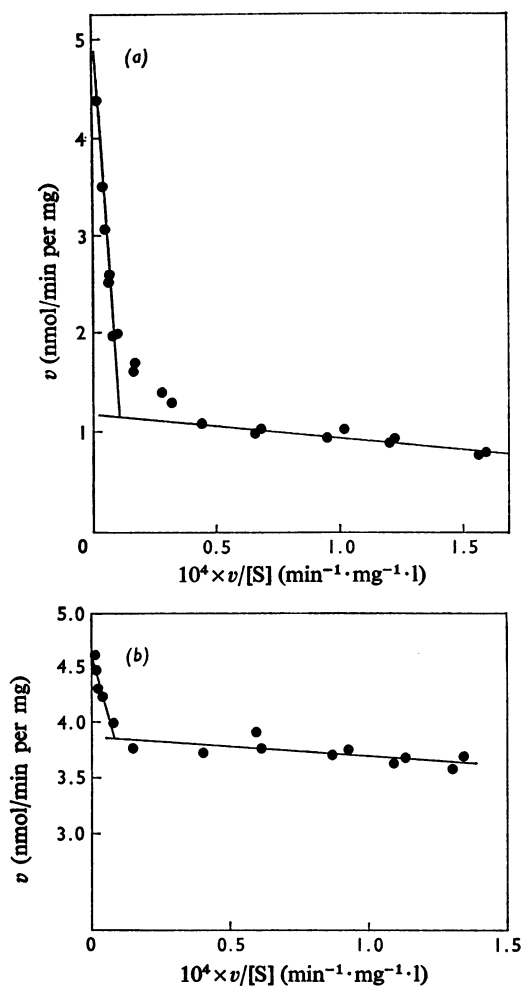 5
(a)
4
3
2
1
v (nmol/min per mg)
0 0.5 1.0 1.5
10⁴ × v/[S] (min⁻¹·mg⁻¹·l)
5.0
(b)
4.5
4.0
3.5
3.0
v (nmol/min per mg)
0 0.5 1.0 1.5
10⁴ × v/[S] (min⁻¹·mg⁻¹·l)